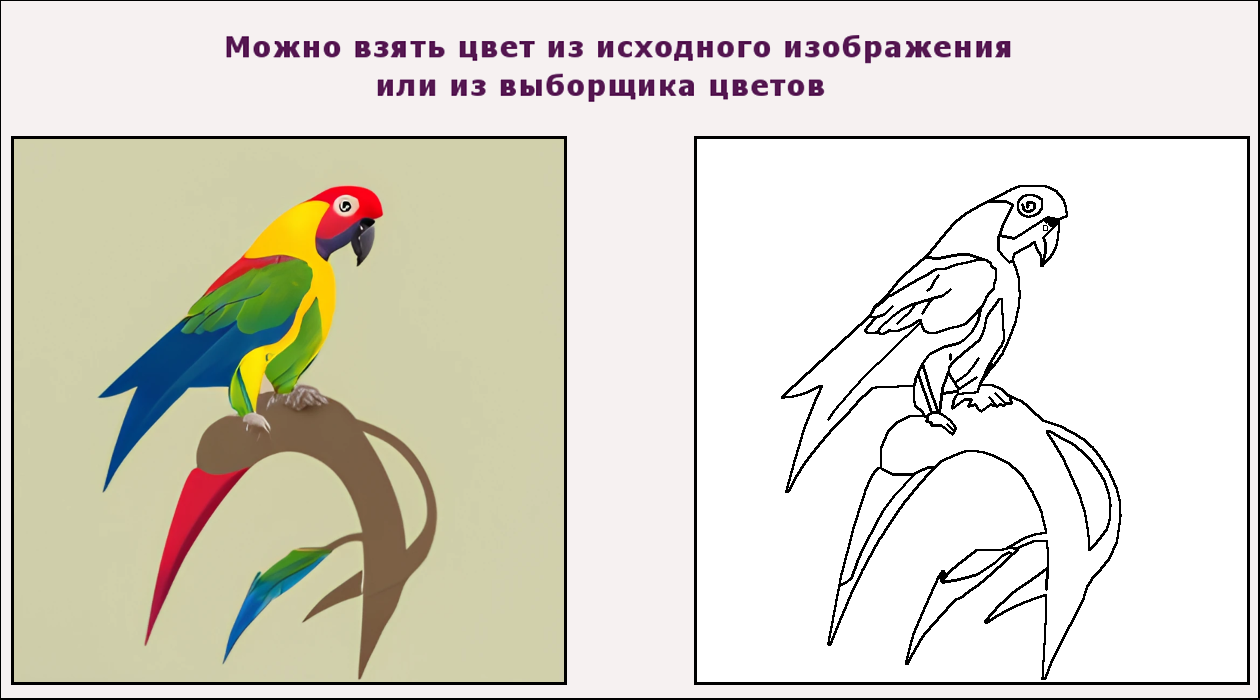 Можно взять цвет из исходного изображения
или из выборщика цветов